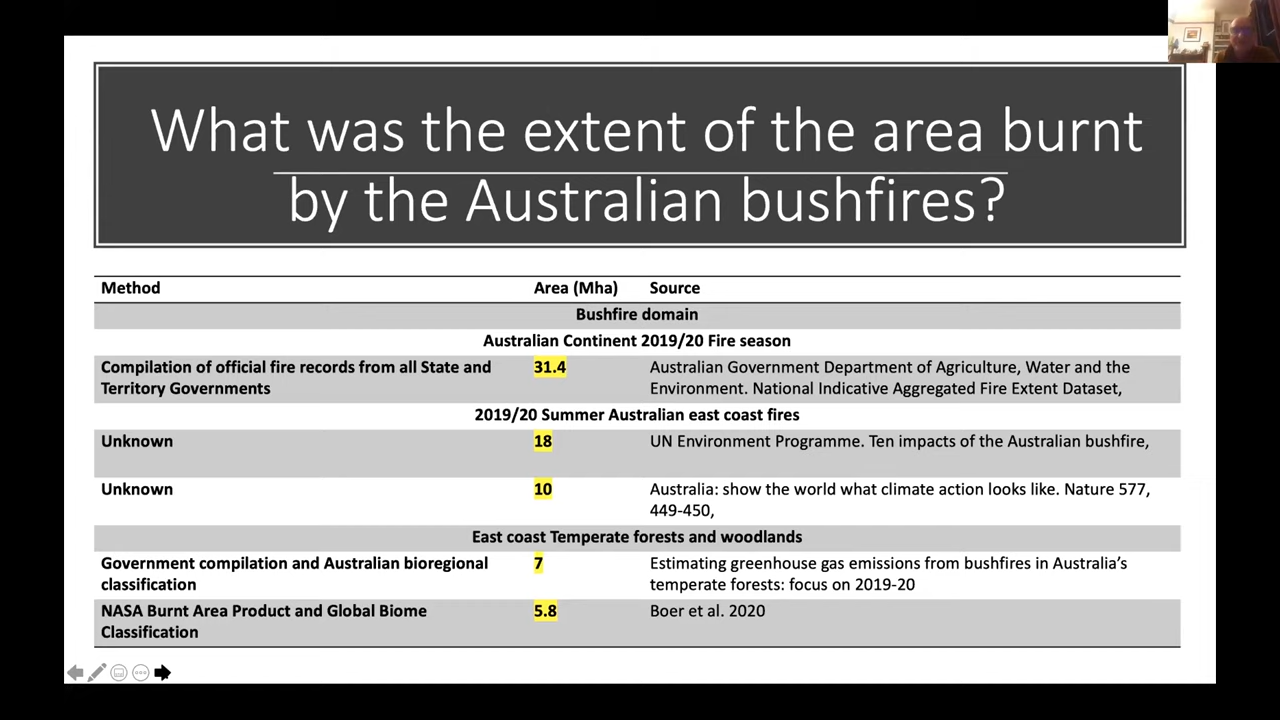 What was the extent of the area burnt
by the Australian bushfires?
Method Area (Mha) Source
Bushfire domain
Australian Continent 2019/20 Fire season
Compilation of official fire records from all State and 31.4 Australian Government Department of Agriculture, Water and the
Territory Governments Environment. National Indicative Aggregated Fire Extent Dataset,
2019/20 Summer Australian east coast fires
Unknown 18 UN Environment Programme. Ten impacts of the Australian bushfire,
Unknown 10 Australia: show the world what climate action looks like. Nature 577,
449-450,
East coast Temperate forests and woodlands
Government compilation and Australian bioregional 7 Estimating greenhouse gas emissions from bushfires in Australia’s
classification temperate forests: focus on 2019-20
NASA Burnt Area Product and Global Biome 5.8 Boer et al. 2020
Classification